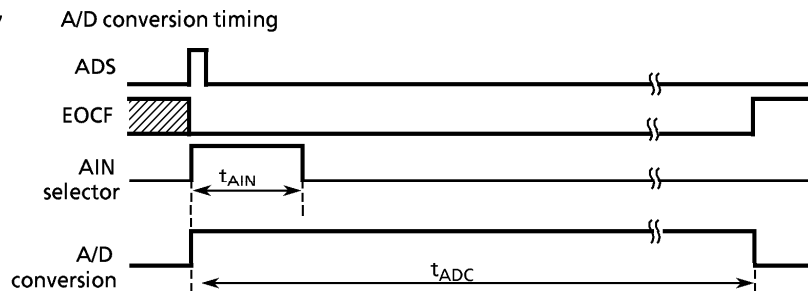 A/D conversion timing
ADS
EOCF
AIN
selector
tAIN
A/D
conversion
tADC